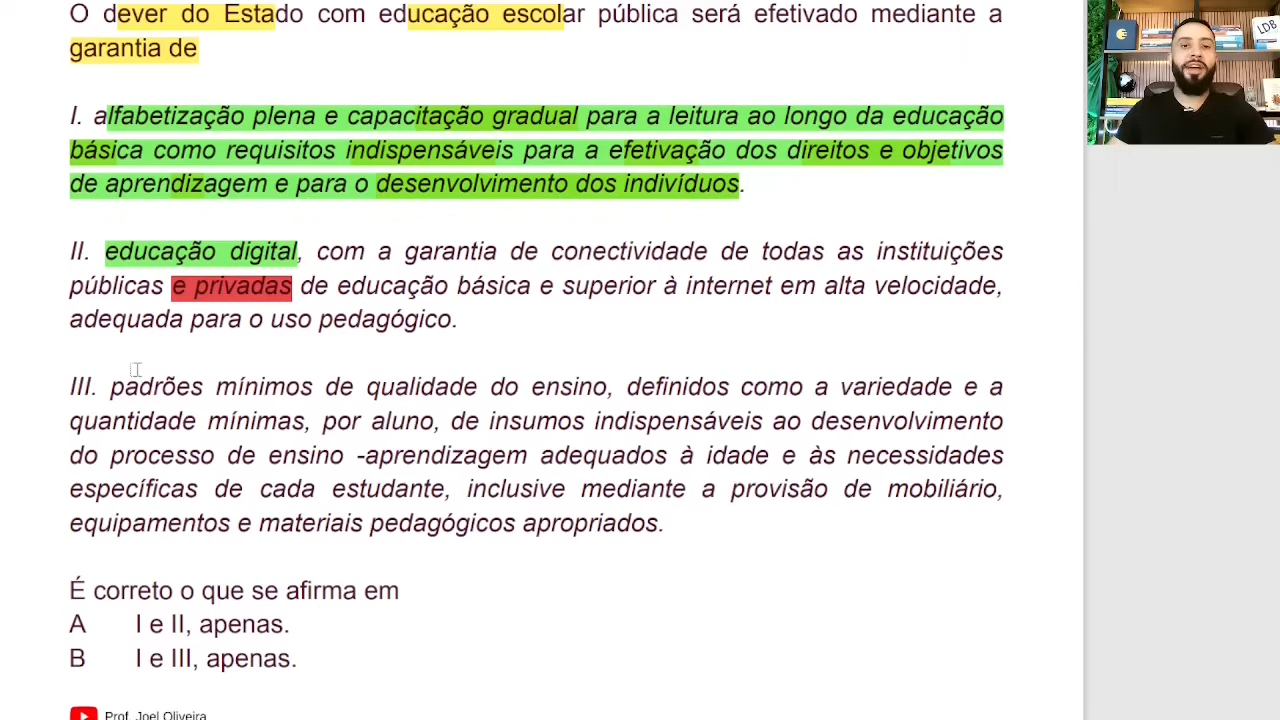 O dever do Estado com educação escolar pública será efetivado mediante a
garantia de
I. alfabetização plena e capacitação gradual para a leitura ao longo da educação
básica como requisitos indispensáveis para a efetivação dos direitos e objetivos
de aprendizagem e para o desenvolvimento dos indivíduos.
II. educação digital, com a garantia de conectividade de todas as instituições
públicas e privadas de educação básica e superior à internet em alta velocidade,
adequada para o uso pedagógico.
III. padrões mínimos de qualidade do ensino, definidos como a variedade e a
quantidade mínimas, por aluno, de insumos indispensáveis ao desenvolvimento
do processo de ensino -aprendizagem adequados à idade e às necessidades
específicas de cada estudante, inclusive mediante a provisão de mobiliário,
equipamentos e materiais pedagógicos apropriados.
É correto o que se afirma em
A I e II, apenas.
B I e III, apenas.
Prof. Joel Oliveira
LDB